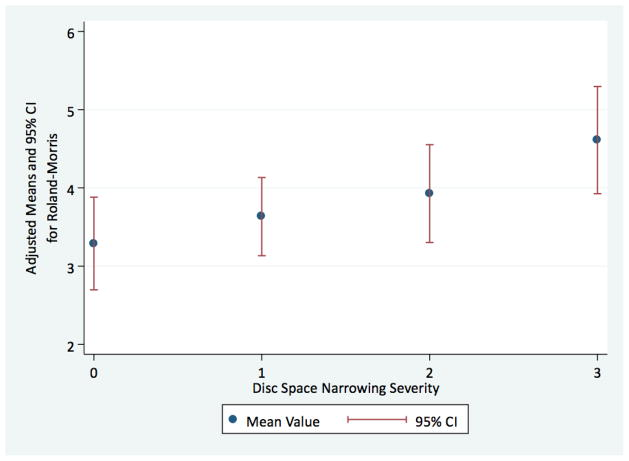 6
5
4
3
2
Adjusted Means and 95% CI
for Roland-Morris
0 1 2 3
Disc Space Narrowing Severity
Mean Value 95% CI